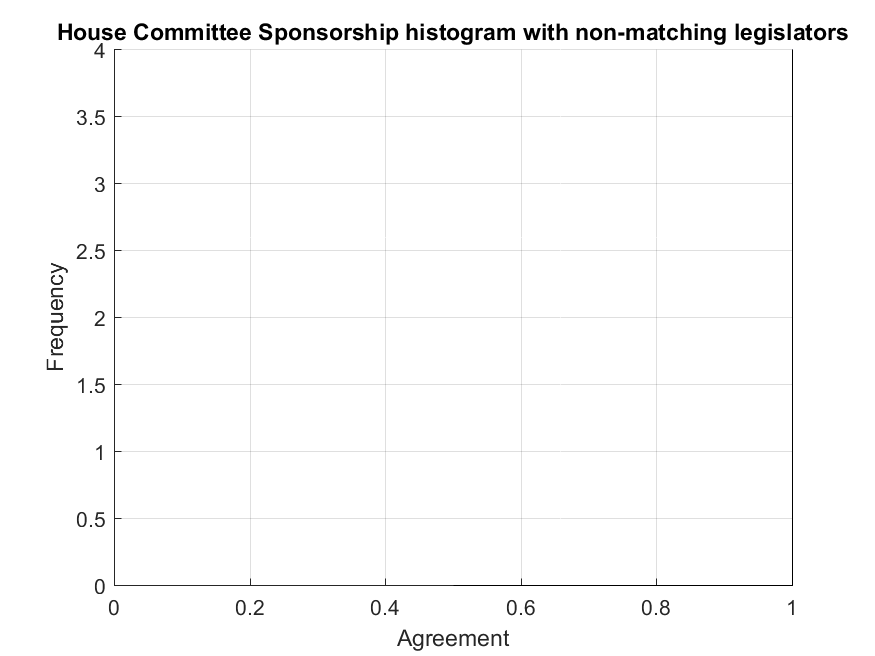 House Committee Sponsorship histogram with non-matching legislators
4
3.5
3
2.5
2
1.5
1
0.5
0
Frequency
0 0.2 0.4 0.6 0.8 1
Agreement